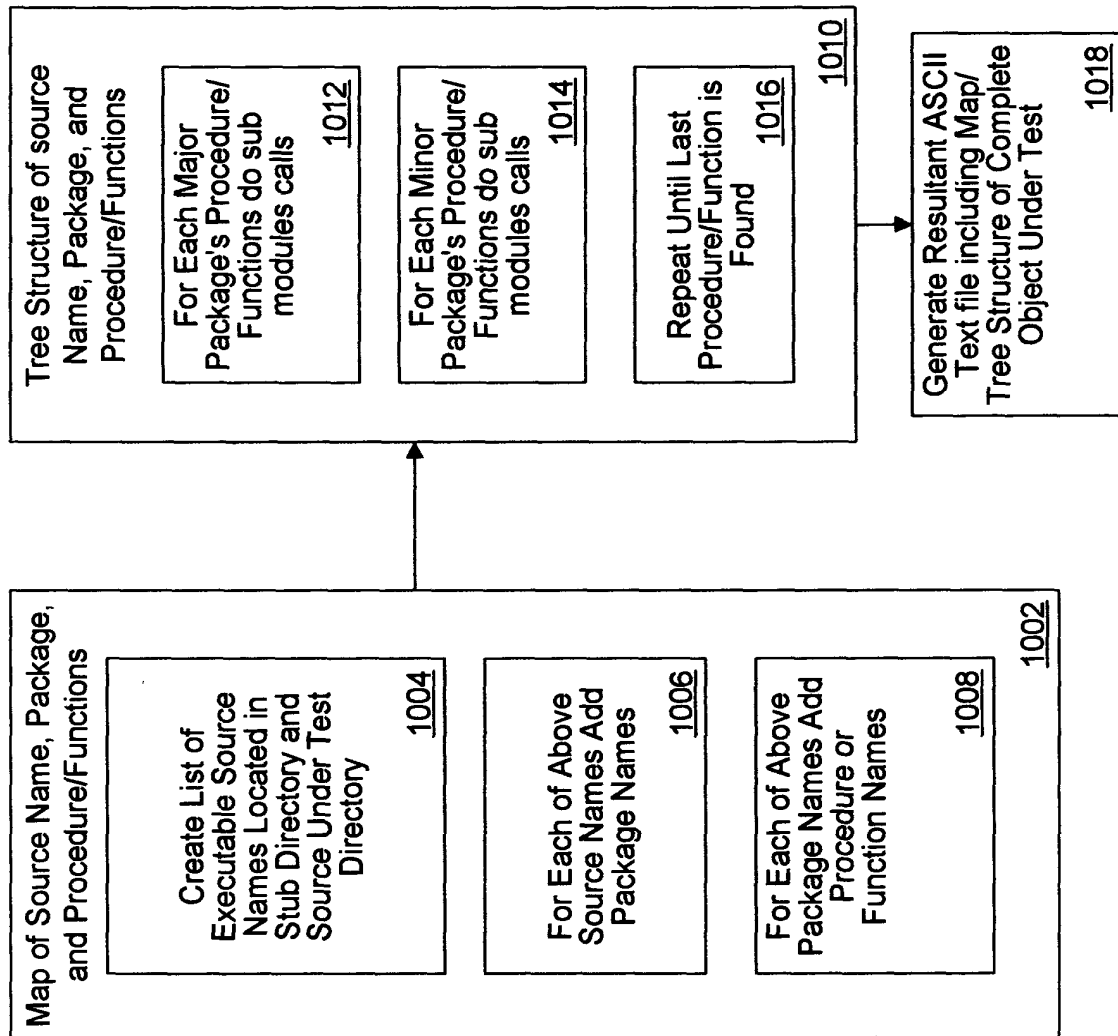 Map of Source Name, Package,
and Procedure/Functions
Create List of
Executable Source
Names Located in
Stub Directory and
Source Under Test
Directory
1004
For Each of Above
Source Names Add
Package Names
1006
For Each of Above
Package Names Add
Procedure or
Function Names
1008
1002
Tree Structure of source
Name, Package, and
Procedure/Functions
For Each Major
Package's Procedure/
Functions do sub
modules calls
1012
For Each Minor
Package's Procedure/
Functions do sub
modules calls
1014
Repeat Until Last
Procedure/Function is
Found
1016
1010
Generate Resultant ASCII
Text file including Map/
Tree Structure of Complete
Object Under Test
1018